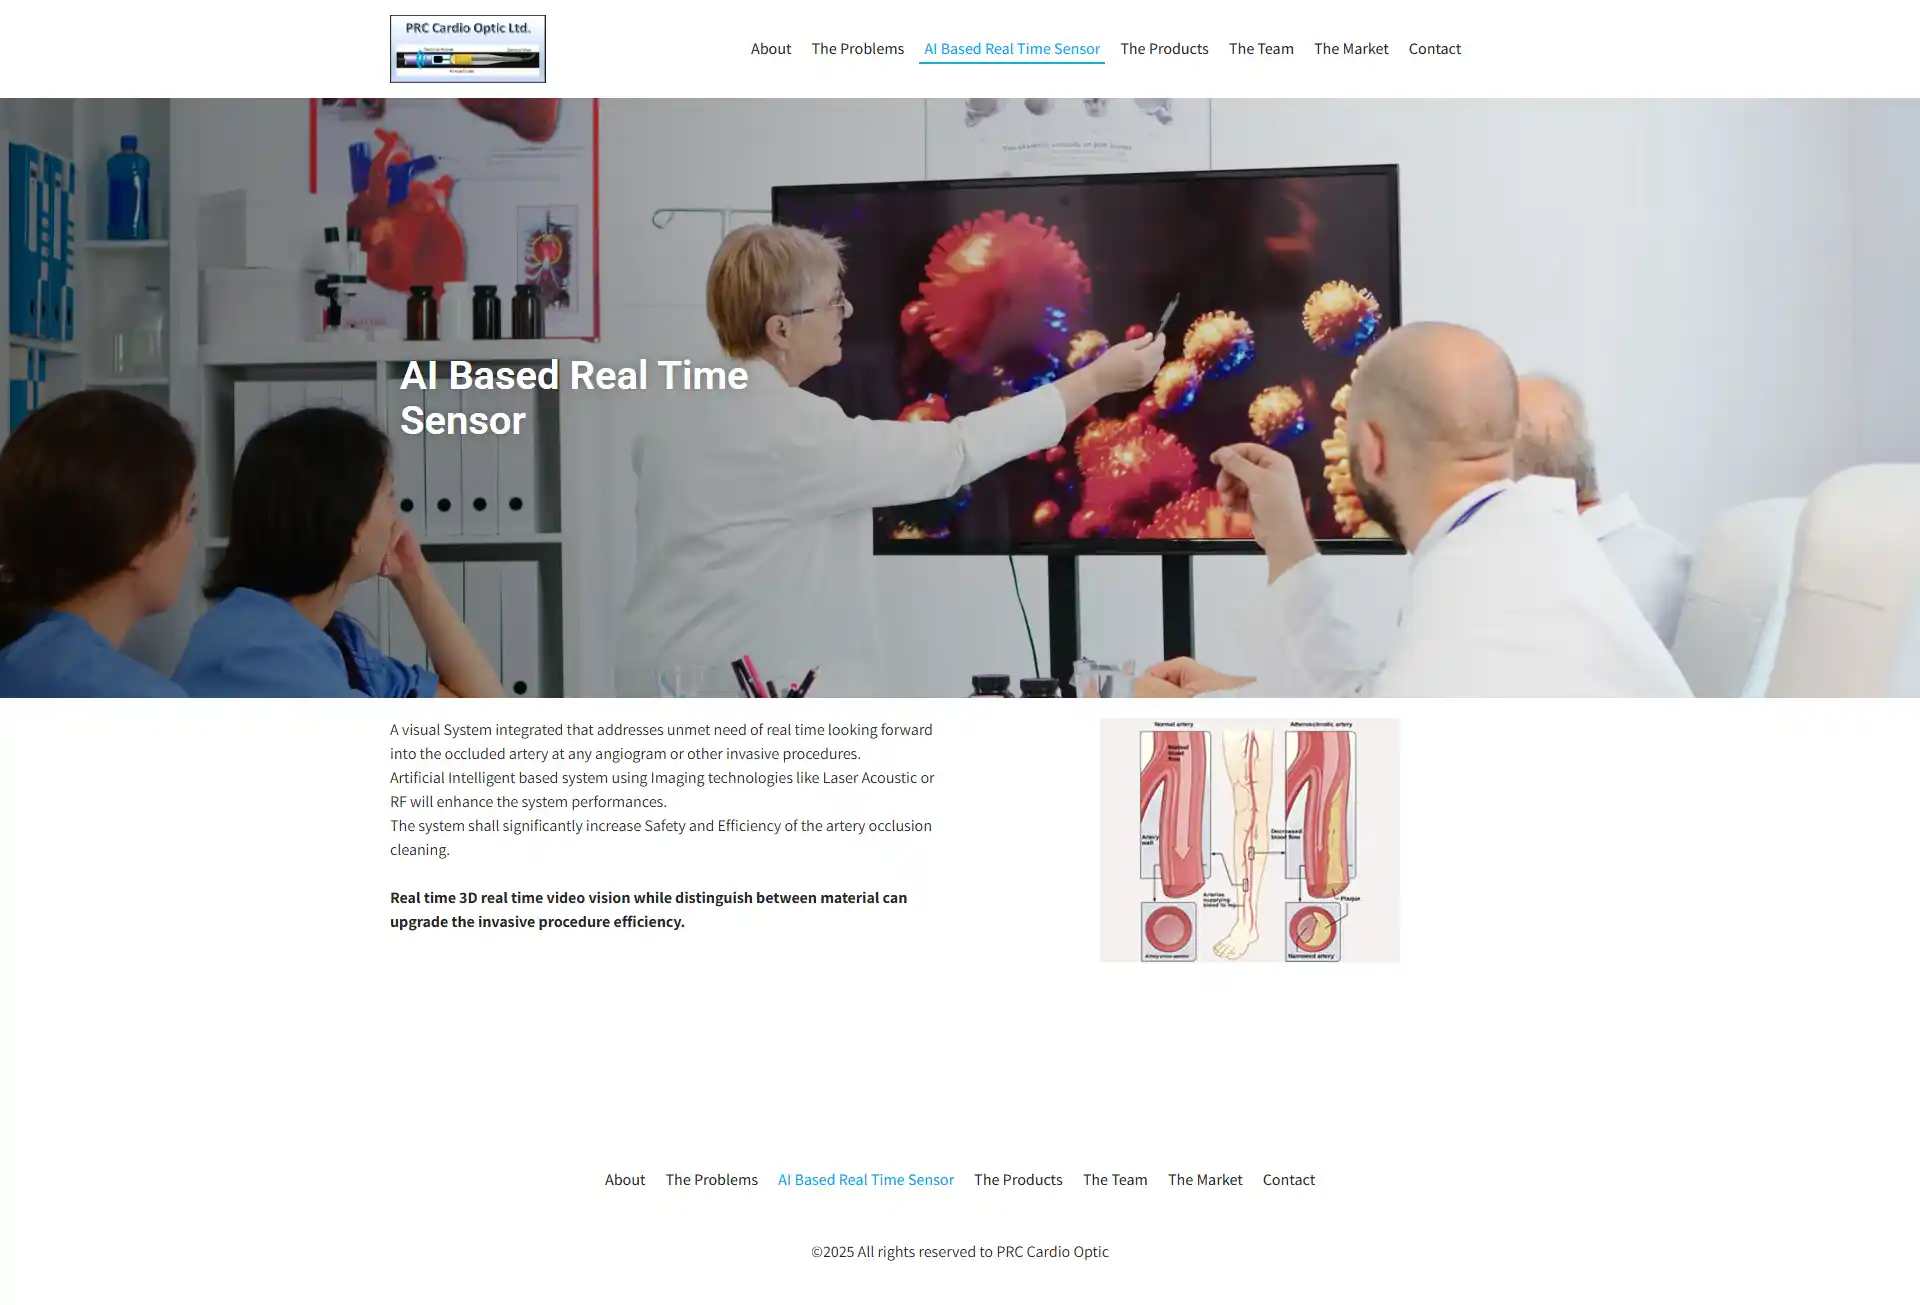 PRC Cardio Optic Ltd.
About The Problems AI Based Real Time Sensor The Products The Team The Market Contact
AI Based Real Time
Sensor
A visual System integrated that addresses unmet need of real time looking forward
into the occluded artery at any angiogram or other invasive procedures.
Artificial Intelligent based system using Imaging technologies like Laser Acoustic or
RF will enhance the system performances.
The system shall significantly increase Safety and Efficiency of the artery occlusion
cleaning.
Real time 3D real time video vision while distinguish between material can
upgrade the invasive procedure efficiency.
Normal artery
Atherosclerotic artery
Normal
blood
flow
Artery
wall
Decreased
blood flow
Arteries
supplying
blood to leg
Plaque
Narrowed artery
About The Problems AI Based Real Time Sensor The Products The Team The Market Contact
©2025 All rights reserved to PRC Cardio Optic